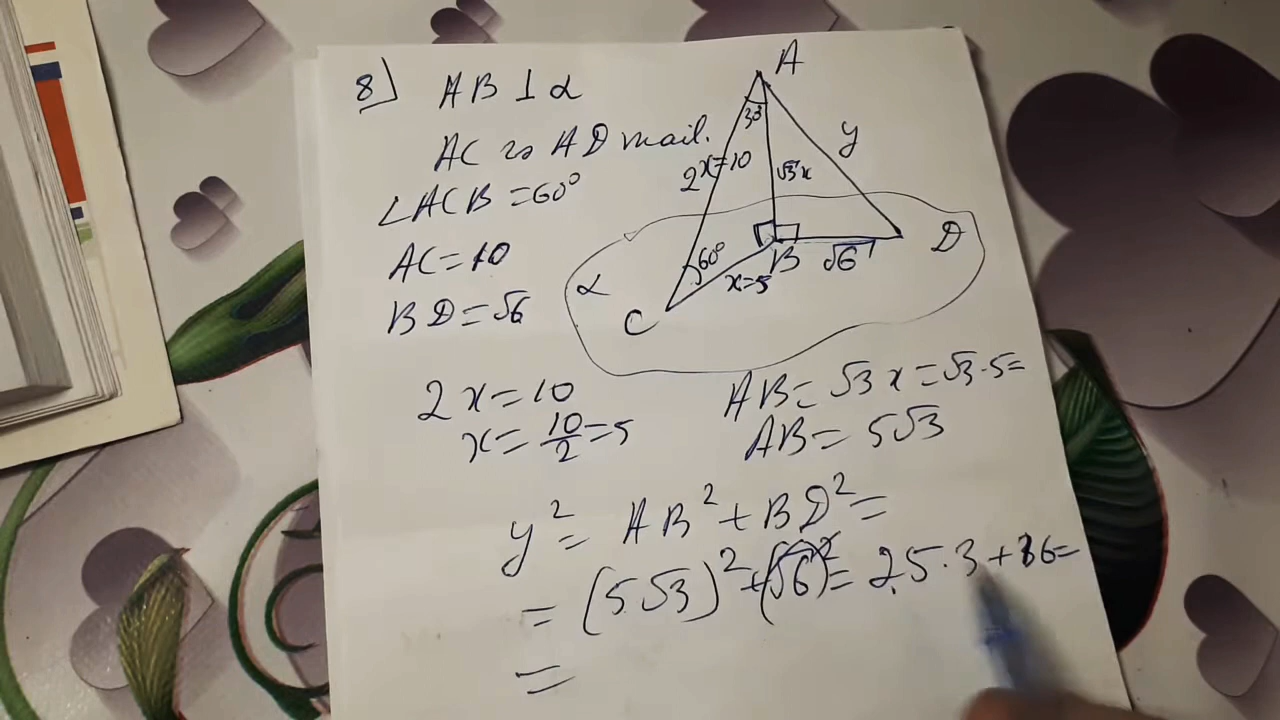 8) AB ⊥ α
AC və AD mail.
∠ACB = 60°
AC = 10
BD = √6
A
30°
2x=10
√3x
y
60°
x=5
B
√6
D
α
C
2x = 10
x = 10/2 = 5
AB = √3 x = √3·5 =
AB = 5√3
y² = AB² + BD² =
= (5√3)² + (√6)² = 25·3 + 36 =
=